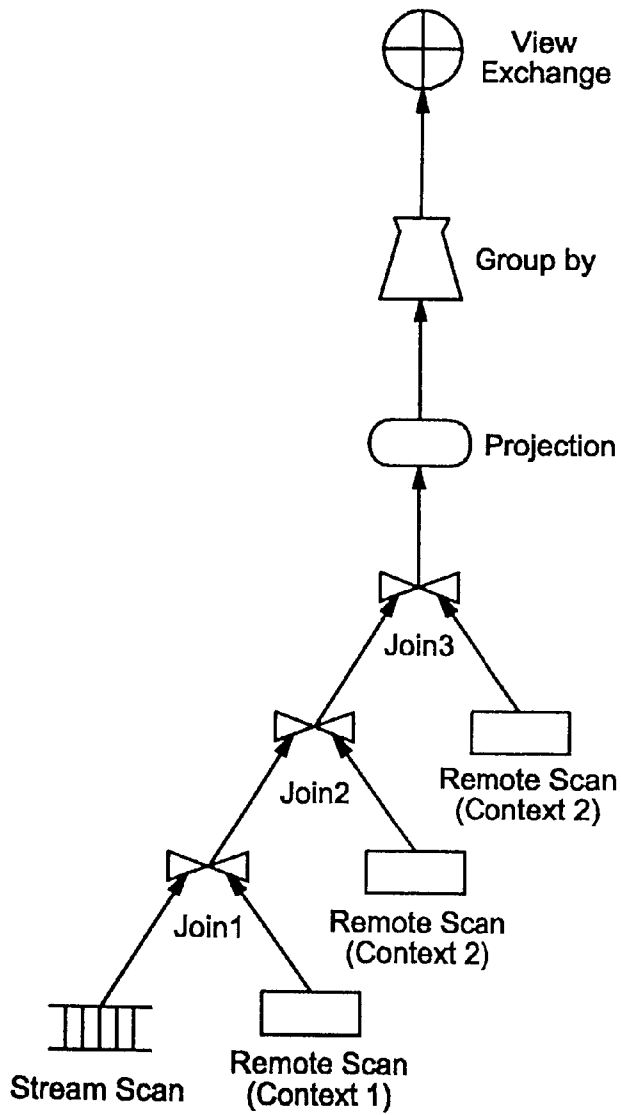 View
Exchange
Group by
Projection
Join3
Remote Scan
(Context 2)
Join2
Remote Scan
(Context 2)
Join1
Remote Scan
(Context 1)
Stream Scan